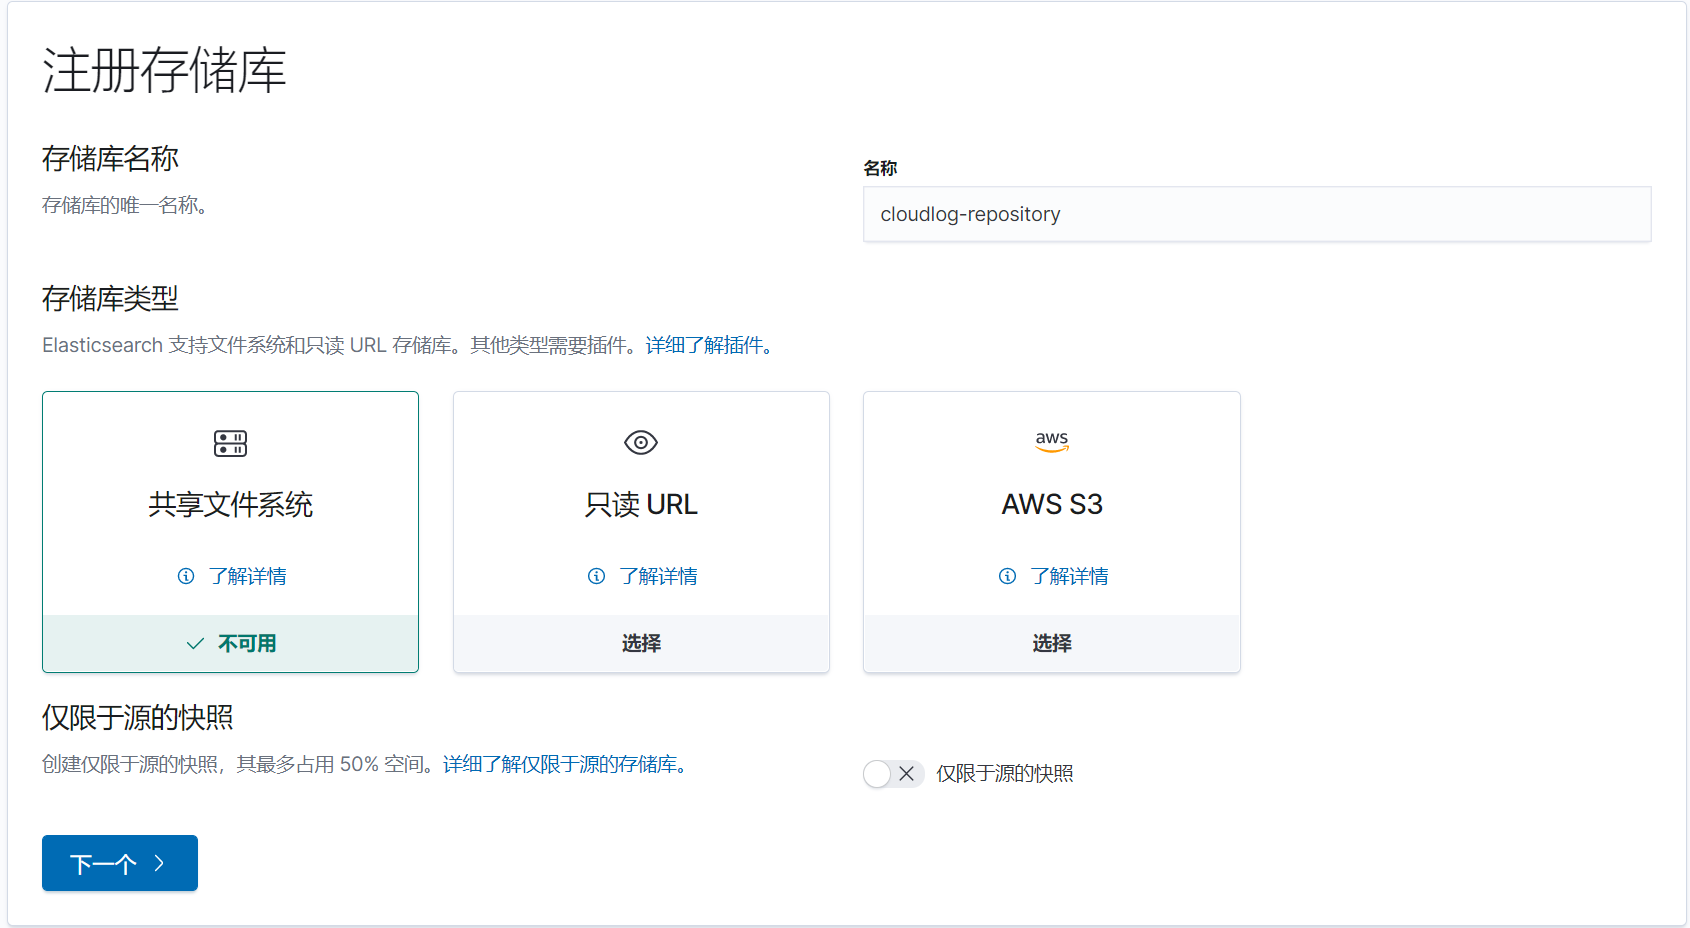 注册存储库
存储库名称
存储库的唯一名称。
名称
cloudlog-repository
存储库类型
Elasticsearch 支持文件系统和只读 URL 存储库。其他类型需要插件。详细了解插件。
共享文件系统
了解详情
不可用
只读 URL
了解详情
选择
aws
AWS S3
了解详情
选择
仅限于源的快照
创建仅限于源的快照，其最多占用 50% 空间。详细了解仅限于源的存储库。
仅限于源的快照
下一个